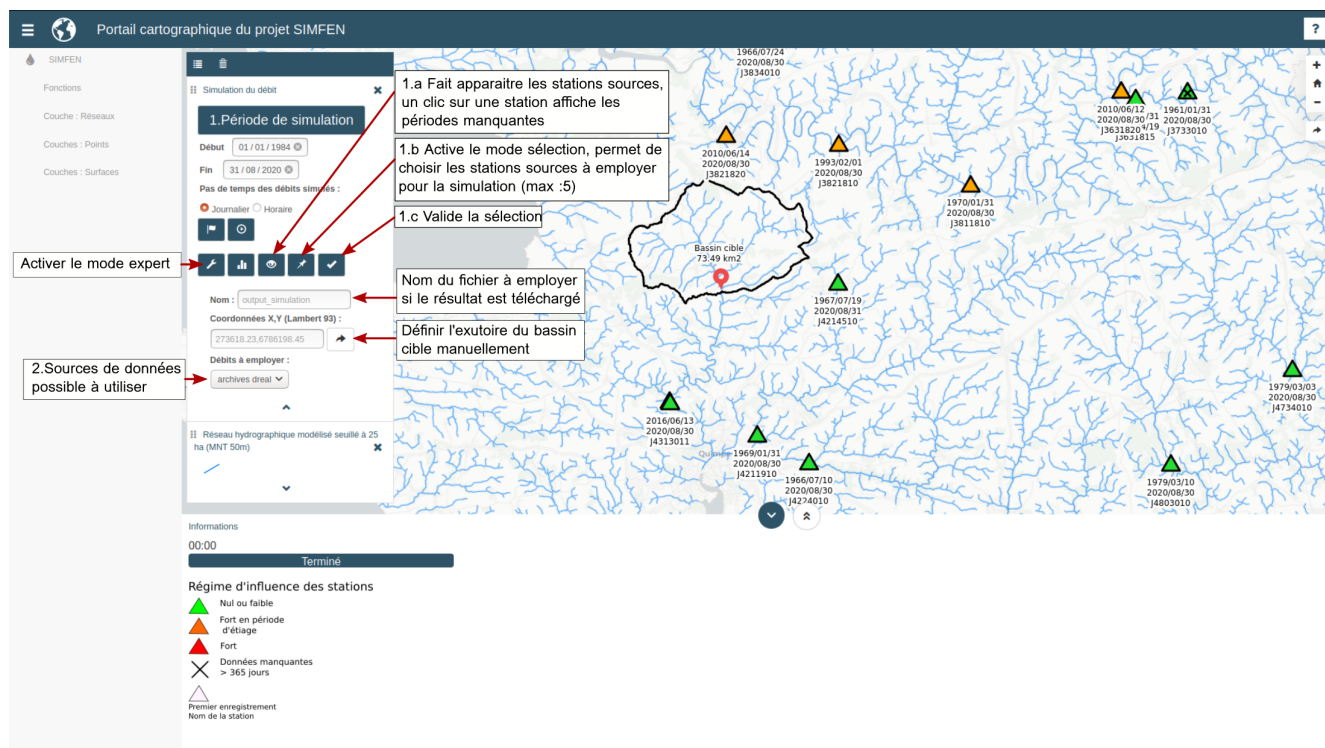 Portail cartographique du projet SIMFEN
?
SIMFEN
Fonctions
Couche : Réseaux
Couches : Points
Couches : Surfaces
Simulation du débit
1.Période de simulation
Début 01 / 01 / 1984
Fin 31 / 08 / 2020
Pas de temps des débits simulés :
Journalier Horaire
Activer le mode expert
Nom : output_simulation
Coordonnées X,Y (Lambert 93) :
273618.23,6786198.45
Débits à employer :
archives dreal
2.Sources de données
possible à utiliser
Réseau hydrographique modélisé seuillé à 25
ha (MNT 50m)
1.a Fait apparaitre les stations sources,
un clic sur une station affiche les
périodes manquantes
1.b Active le mode sélection, permet de
choisir les stations sources à employer
pour la simulation (max :5)
1.c Valide la sélection
Nom du fichier à employer
si le résultat est téléchargé
Définir l'exutoire du bassin
cible manuellement
1966/07/24
2020/08/30
J3834010
2010/06/14
2020/08/30
J3821820
1993/02/01
2020/08/30
J3821810
1970/01/31
2020/08/30
J3811810
2010/06/12
2020/08/30
J3631820
/31
4/19
J3631815
1961/01/31
2020/08/30
J3733010
Bassin cible
73.49 km2
1967/07/19
2020/08/31
J4214510
1979/03/03
2020/08/30
J4734010
2016/06/13
2020/08/30
J4313011
1969/01/31
2020/08/30
J4211910
1966/07/10
2020/08/30
J4224010
1979/03/10
2020/08/30
J4803010
Informations
00:00
Terminé
Régime d'influence des stations
Nul ou faible
Fort en période
d'étiage
Fort
Données manquantes
> 365 jours
Premier enregistrement
Nom de la station